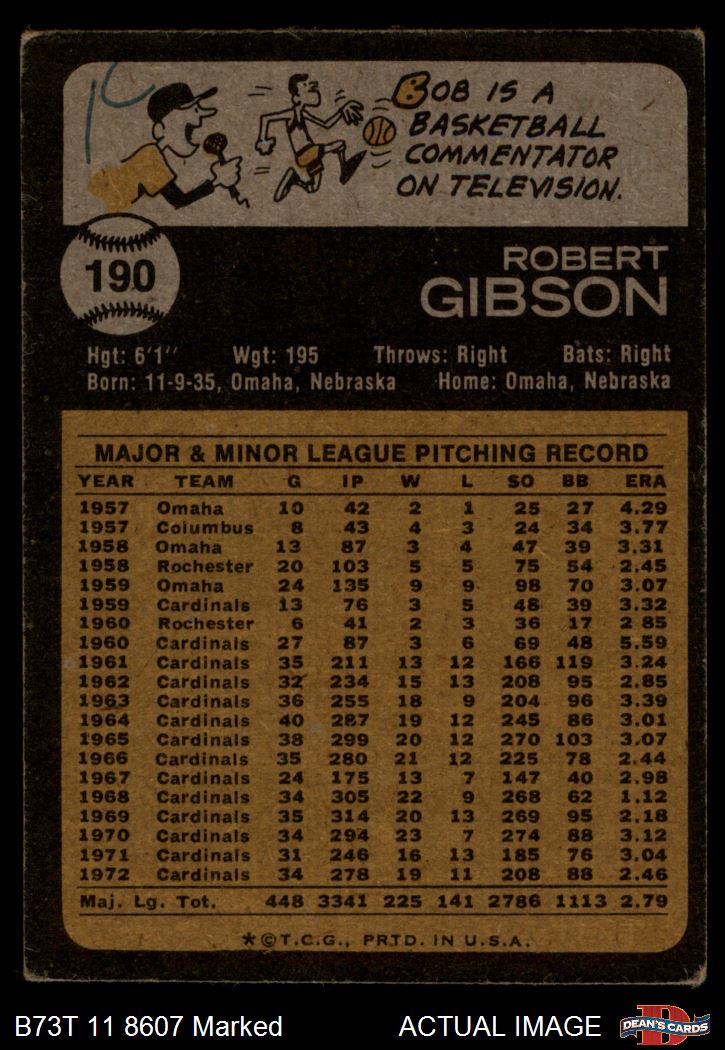 BOB IS A
BASKETBALL
COMMENTATOR
ON TELEVISION.
190
ROBERT
GIBSON
Hgt: 6'1" Wgt: 195 Throws: Right Bats: Right
Born: 11-9-35, Omaha, Nebraska Home: Omaha, Nebraska
MAJOR & MINOR LEAGUE PITCHING RECORD
YEAR TEAM G IP W L SO BB ERA
1957 Omaha 10 42 2 1 25 27 4.29
1957 Columbus 8 43 4 3 24 34 3.77
1958 Omaha 13 87 3 4 47 39 3.31
1958 Rochester 20 103 5 5 75 54 2.45
1959 Omaha 24 135 9 9 98 70 3.07
1959 Cardinals 13 76 3 5 48 39 3.32
1960 Rochester 6 41 2 3 36 17 2 85
1960 Cardinals 27 87 3 6 69 48 5.59
1961 Cardinals 35 211 13 12 166 119 3.24
1962 Cardinals 32 234 15 13 208 95 2.85
1963 Cardinals 36 255 18 9 204 96 3.39
1964 Cardinals 40 287 19 12 245 86 3.01
1965 Cardinals 38 299 20 12 270 103 3.07
1966 Cardinals 35 280 21 12 225 78 2.44
1967 Cardinals 24 175 13 7 147 40 2.98
1968 Cardinals 34 305 22 9 268 62 1.12
1969 Cardinals 35 314 20 13 269 95 2.18
1970 Cardinals 34 294 23 7 274 88 3.12
1971 Cardinals 31 246 16 13 185 76 3.04
1972 Cardinals 34 278 19 11 208 88 2.46
Maj. Lg. Tot. 448 3341 225 141 2786 1113 2.79
*©T.C.G., PRTD. IN U.S.A.
B73T 11 8607 Marked ACTUAL IMAGE DEAN'S CARDS